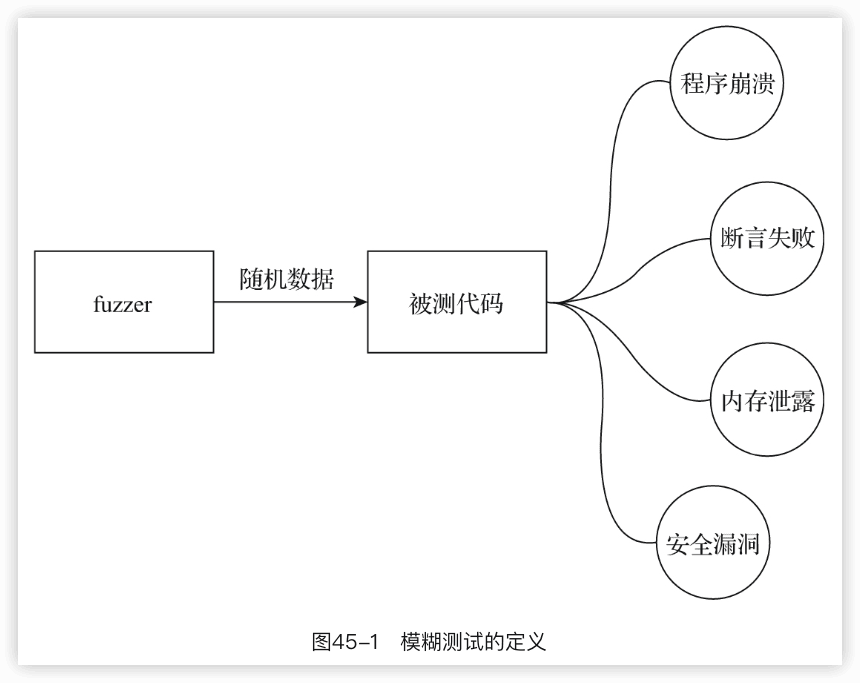 程序崩溃
断言失败
随机数据
fuzzer
被测代码
内存泄露
安全漏洞
图45-1 模糊测试的定义